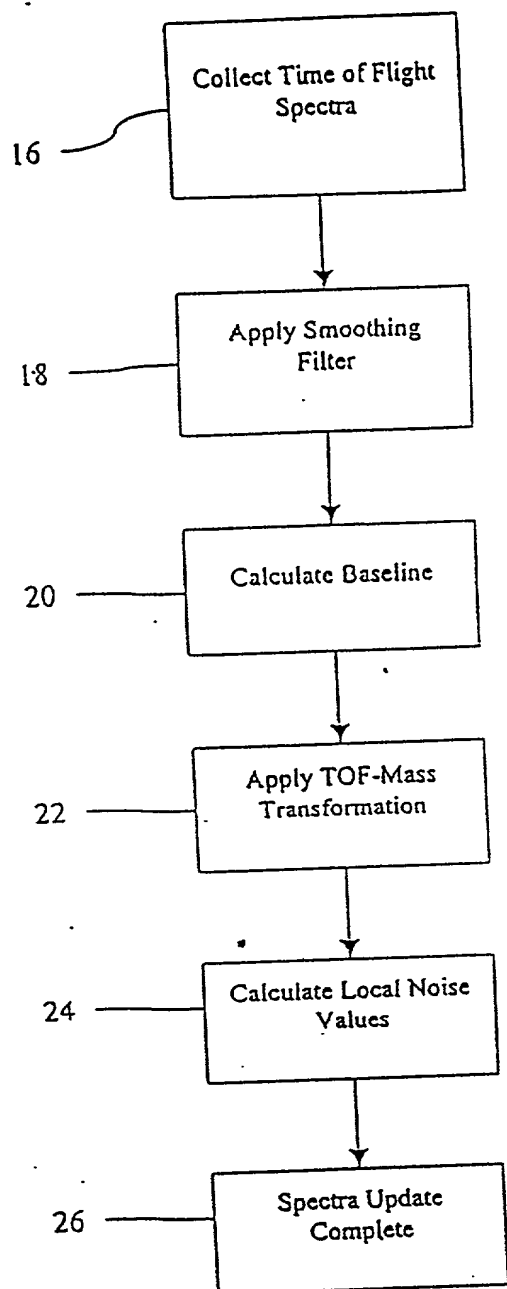 Collect Time of Flight
Spectra
16
Apply Smoothing
Filter
18
Calculate Baseline
20
Apply TOF-Mass
Transformation
22
Calculate Local Noise
Values
24
Spectra Update
Complete
26